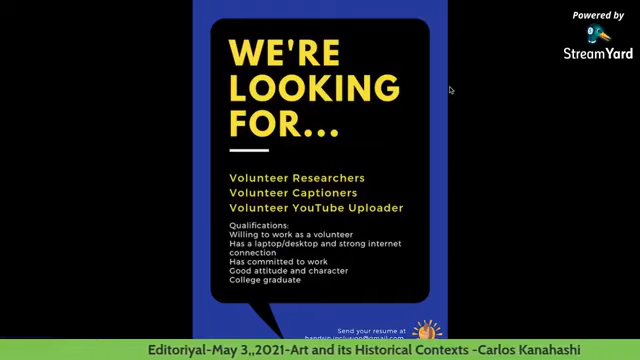 Powered by
StreamYard
WE'RE
LOOKING
FOR...
Volunteer Researchers
Volunteer Captioners
Volunteer YouTube Uploader
Qualifications:
Willing to work as a volunteer
Has a laptop/desktop and strong internet
connection
Has committed to work
Good attitude and character
College graduate
Send your resume at
Editoriyal-May 3,,2021-Art and its Historical Contexts -Carlos Kanahashi